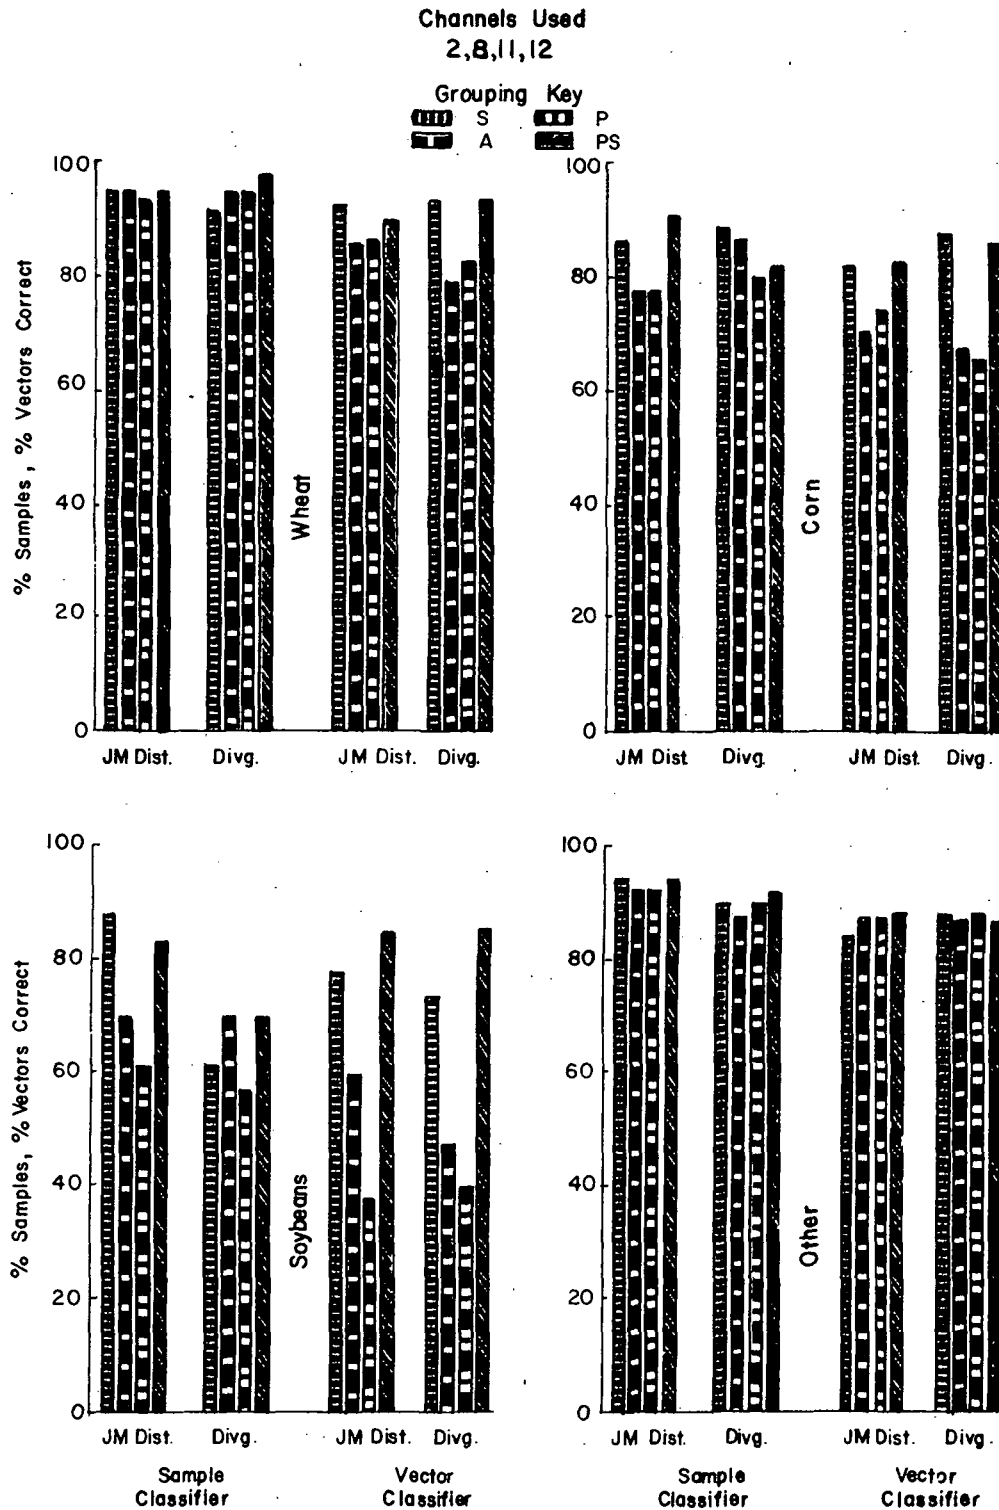 Channels Used
2,8,11,12
Grouping Key
S P
A PS
% Samples, % Vectors Correct
100
80
60
40
20
0
Wheat
JM Dist. Divg. JM Dist. Divg.
100
80
60
40
20
0
Corn
JM Dist Divg. JM Dist. Divg.
% Samples, % Vectors Correct
100
80
60
40
20
0
Soybeans
JM Dist. Divg. JM Dist. Divg.
Sample Classifier
Vector Classifier
100
80
60
40
20
0
Other
JM Dist. Divg. JM Dist. Divg.
Sample Classifier
Vector Classifier